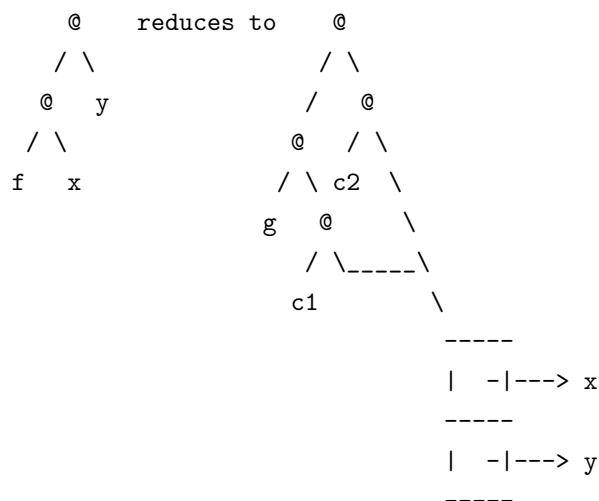 @ reduces to @
/ \ / \
@ y / @
/ \ @ / \
f x / \ c2 \
g @ \
/ \_____\
c1 \
-----
| -|---> x
-----
| -|---> y
-----